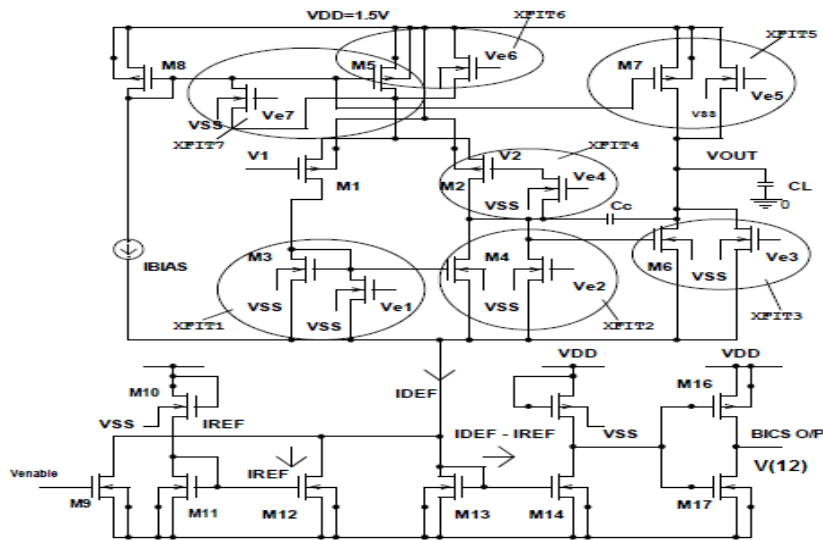 VDD=1.5V
XFIT6
XFIT5
M8
M5
Ve6
M7
Ve5
VSS
Ve7
VSS
XFIT7
XFIT4
V1
V2
VOUT
M1
M2
Ve4
VSS
Cc
CL
0
IBIAS
M3
M4
M6
Ve3
VSS
Ve1
VSS
VSS
Ve2
VSS
XFIT1
XFIT2
XFIT3
VDD
VDD
M10
IDEF
M16
VSS
IREF
IDEF - IREF
VSS
BICS O/P
Venable
IREF
V(12)
M9
M11
M12
M13
M14
M17